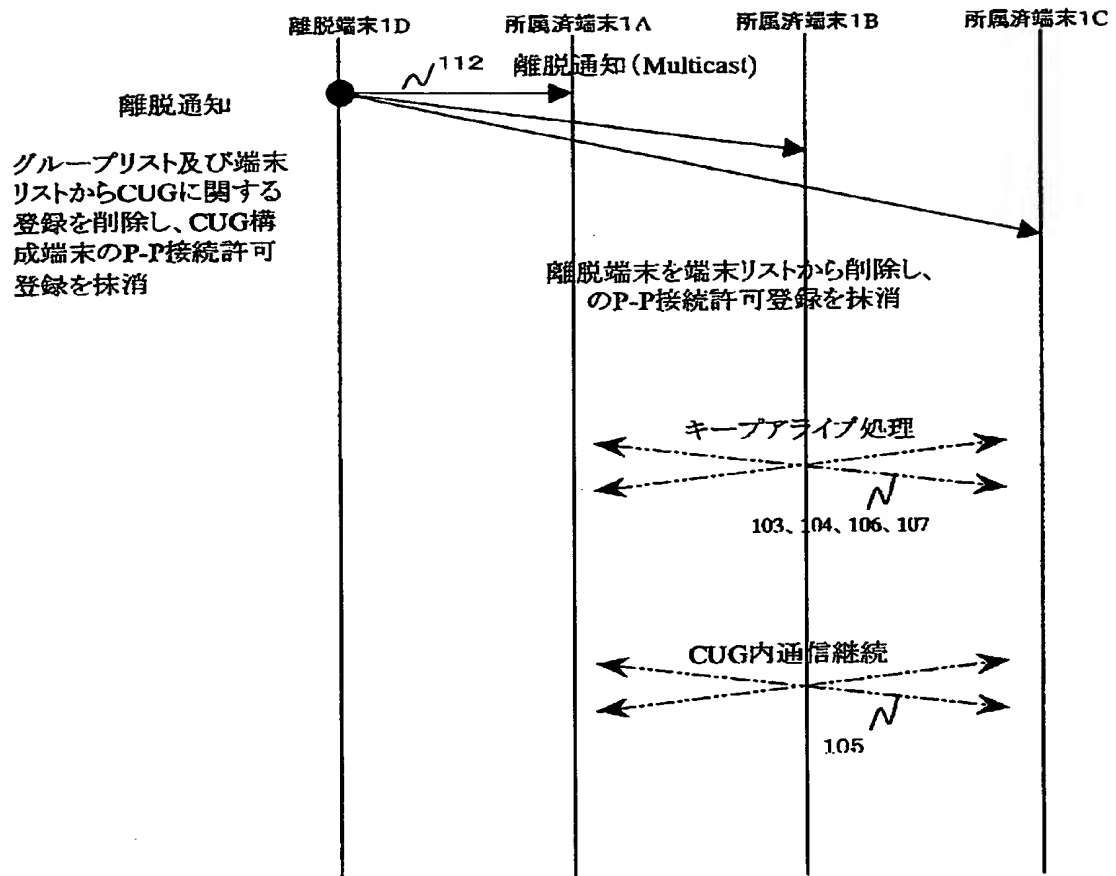 離脱端末1D
所属済端末1A
所属済端末1B
所属済端末1C
112
離脱通知(Multicast)
離脱通知
グループリスト及び端末
リストからCUGに関する
登録を削除し、CUG構
成端末のP-P接続許可
登録を抹消
離脱端末を端末リストから削除し、
のP-P接続許可登録を抹消
キープアライブ処理
103、104、106、107
CUG内通信継続
105